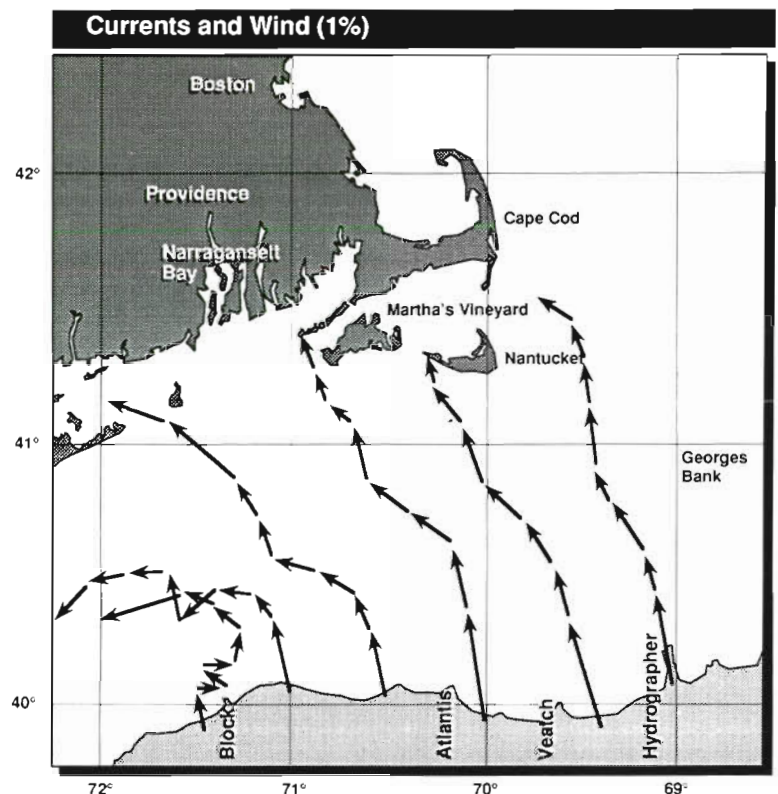 Currents and Wind (1%)
Boston
42°
Providence
Cape Cod
Narragansett
Bay
Martha's Vineyard
Nantucket
41°
Georges
Bank
40°
Block
Atlantis
Veatch
Hydrographer
72°
71°
70°
69°